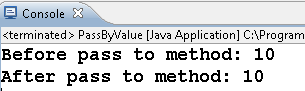 Console
<terminated> PassByValue [Java Application] C:\Program
Before pass to method: 10
After pass to method: 10